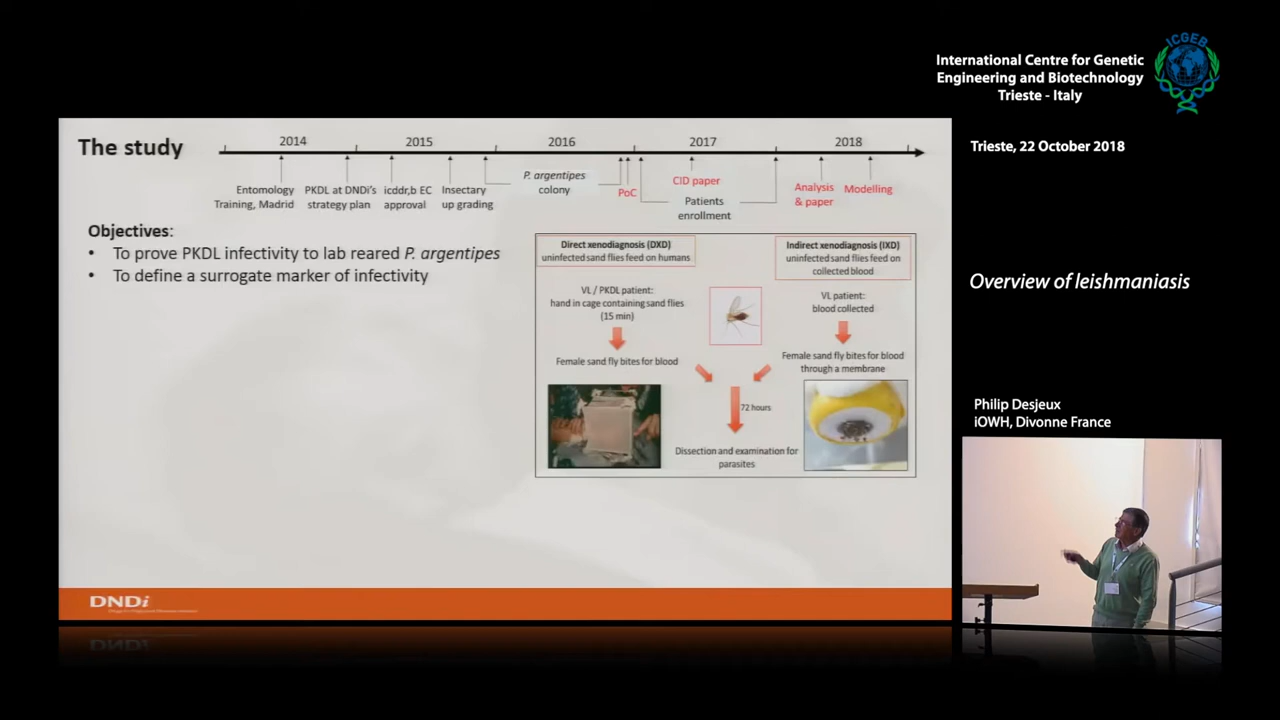 ICGEB
International Centre for Genetic
Engineering and Biotechnology
Trieste - Italy
Trieste, 22 October 2018
Overview of leishmaniasis
Philip Desjeux
iOWH, Divonne France
The study
2014
2015
2016
2017
2018
Entomology
Training, Madrid
PKDL at DNDi's
strategy plan
icddr,b EC
approval
Insectary
up grading
P. argentipes
colony
PoC
CID paper
Patients
enrollment
Analysis
& paper
Modelling
Objectives:
• To prove PKDL infectivity to lab reared P. argentipes
• To define a surrogate marker of infectivity
Direct xenodiagnosis (DXD)
uninfected sand flies feed on humans
VL / PKDL patient:
hand in cage containing sand flies
(15 min)
Female sand fly bites for blood
Indirect xenodiagnosis (IXD)
uninfected sand flies feed on
collected blood
VL patient:
blood collected
Female sand fly bites for blood
through a membrane
72 hours
Dissection and examination for
parasites
DNDi